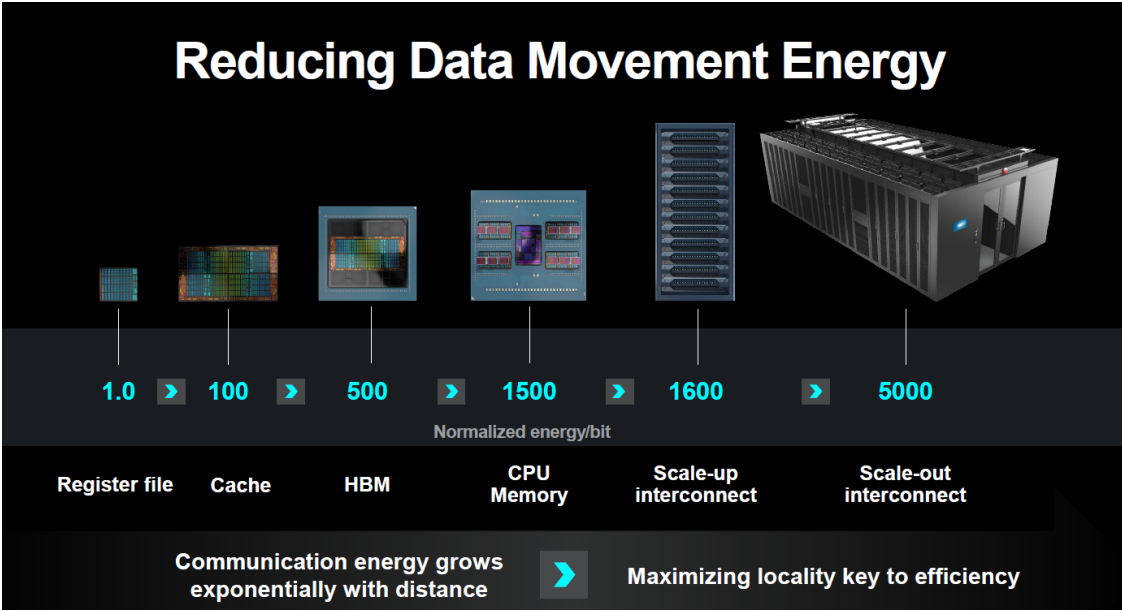 Reducing Data Movement Energy
1.0
100
500
1500
1600
5000
Normalized energy/bit
Register file
Cache
HBM
CPU
Memory
Scale-up
interconnect
Scale-out
interconnect
Communication energy grows
exponentially with distance
Maximizing locality key to efficiency